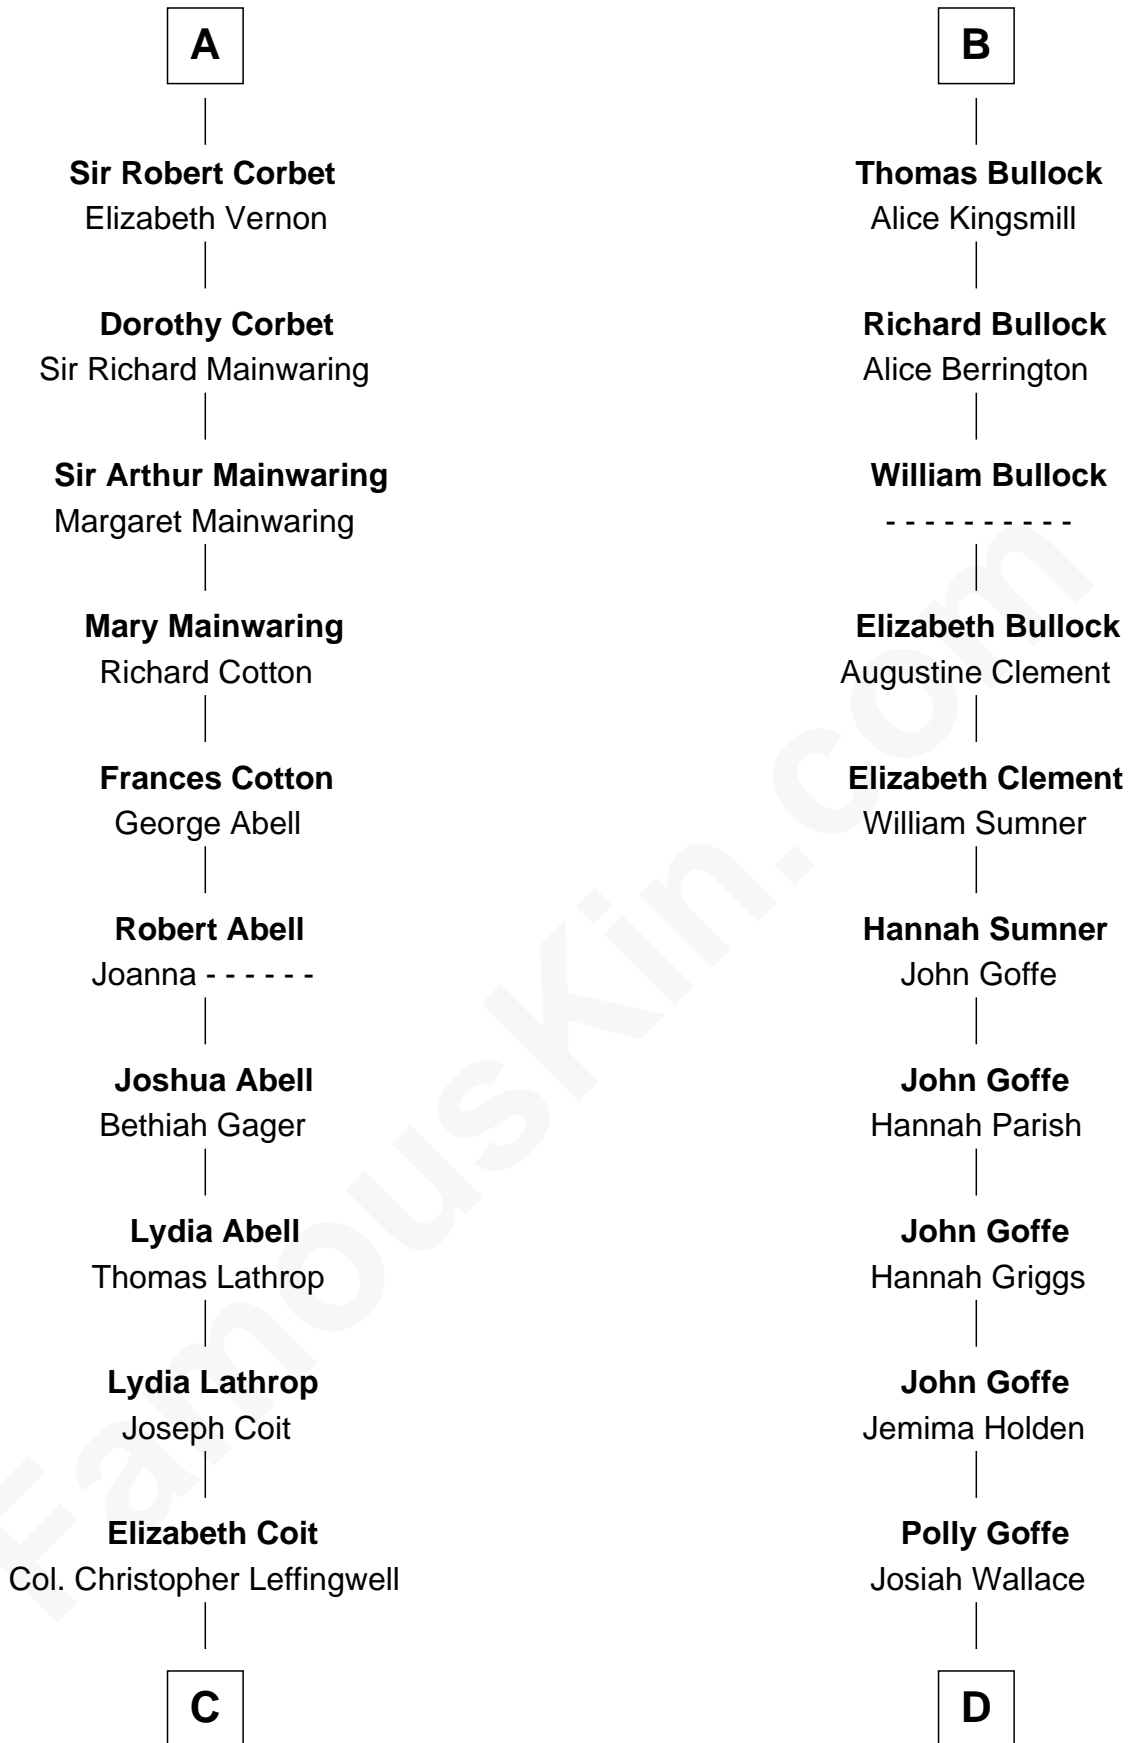 A
Sir Robert Corbet
Elizabeth Vernon
Dorothy Corbet
Sir Richard Mainwaring
Sir Arthur Mainwaring
Margaret Mainwaring
Mary Mainwaring
Richard Cotton
Frances Cotton
George Abell
Robert Abell
Joanna - - - - - -
Joshua Abell
Bethiah Gager
Lydia Abell
Thomas Lathrop
Lydia Lathrop
Joseph Coit
Elizabeth Coit
Col. Christopher Leffingwell
C
B
Thomas Bullock
Alice Kingsmill
Richard Bullock
Alice Berrington
William Bullock
- - - - - - - - - -
Elizabeth Bullock
Augustine Clement
Elizabeth Clement
William Sumner
Hannah Sumner
John Goffe
John Goffe
Hannah Parish
John Goffe
Hannah Griggs
John Goffe
Jemima Holden
Polly Goffe
Josiah Wallace
D
FamousKin.com